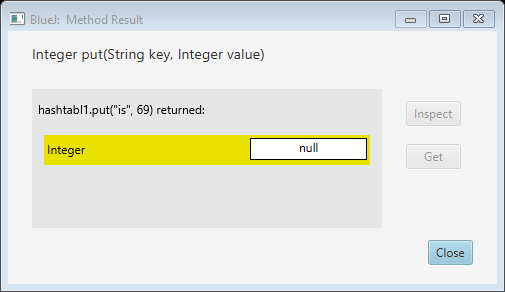 BlueJ: Method Result
Integer put(String key, Integer value)
hashtabl1.put("is", 69) returned:
Integer
null
Inspect
Get
Close